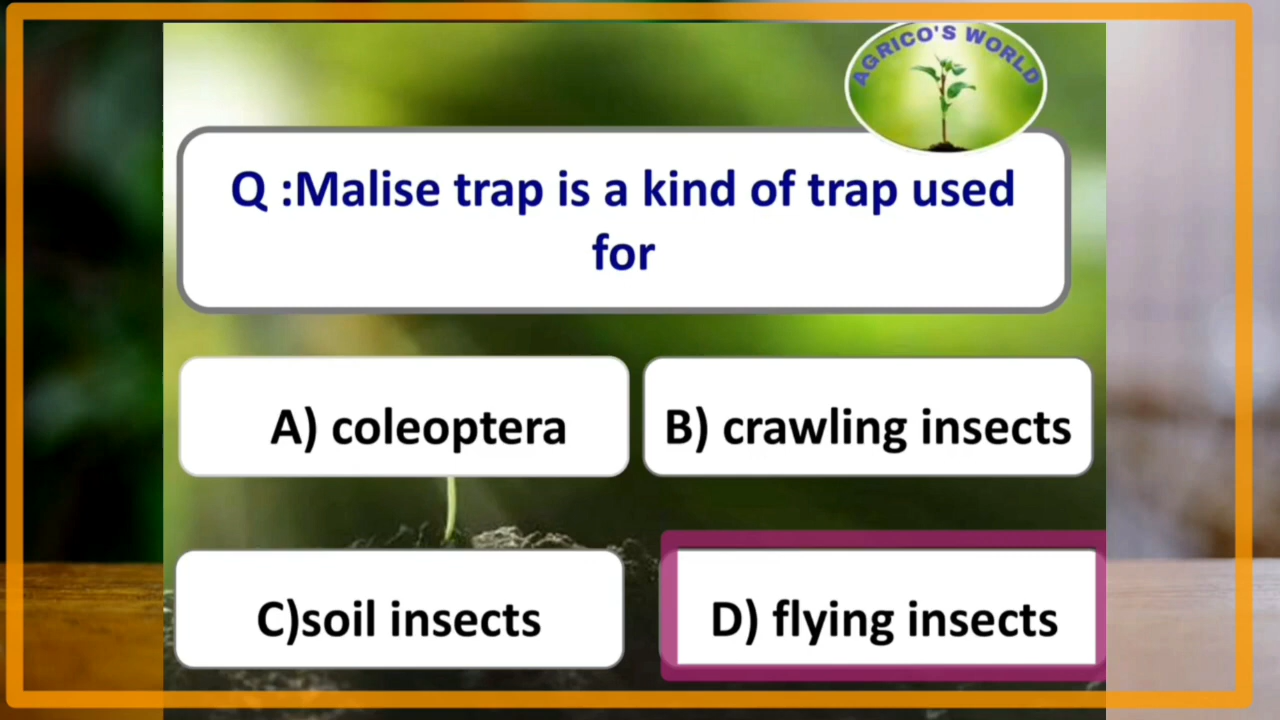 AGRICO'S WORLD
Q :Malise trap is a kind of trap used
for
A) coleoptera
B) crawling insects
C)soil insects
D) flying insects